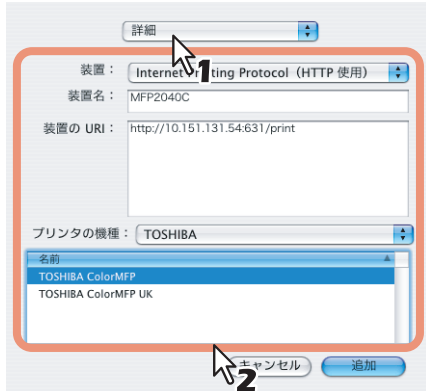 詳細
1
装置： Internet Printing Protocol（HTTP 使用）
装置名： MFP2040C
装置の URI： http://10.151.131.54:631/print
プリンタの機種： TOSHIBA
名前
TOSHIBA ColorMFP
TOSHIBA ColorMFP UK
キャンセル 追加
2